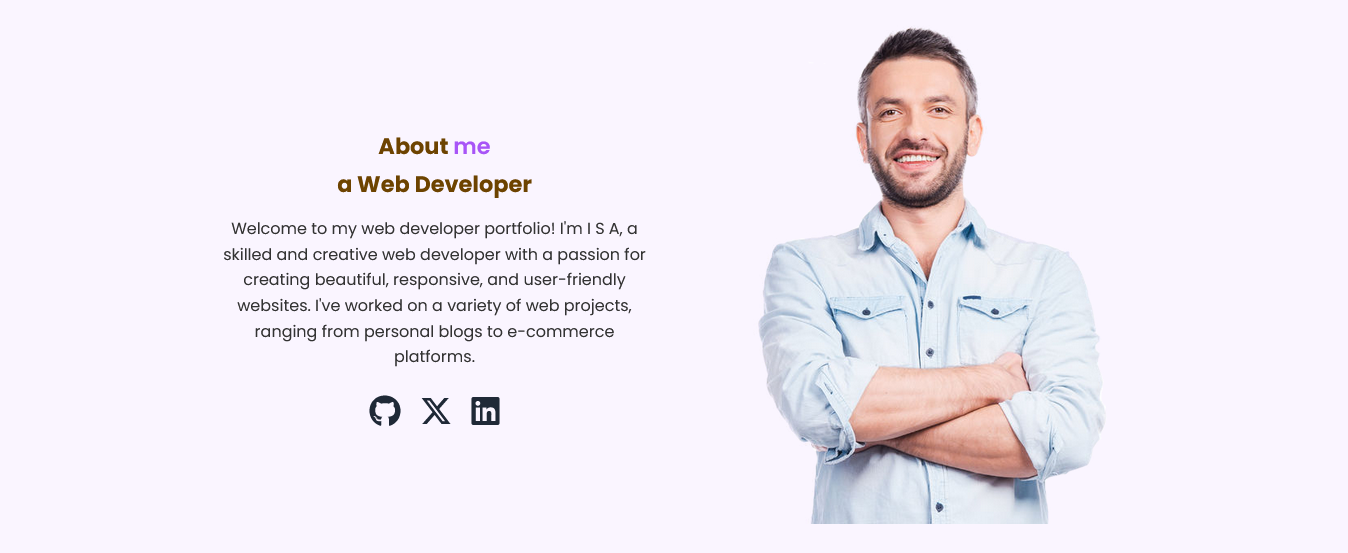 About me
a Web Developer
Welcome to my web developer portfolio! I'm I S A, a
skilled and creative web developer with a passion for
creating beautiful, responsive, and user-friendly
websites. I've worked on a variety of web projects,
ranging from personal blogs to e-commerce
platforms.
in